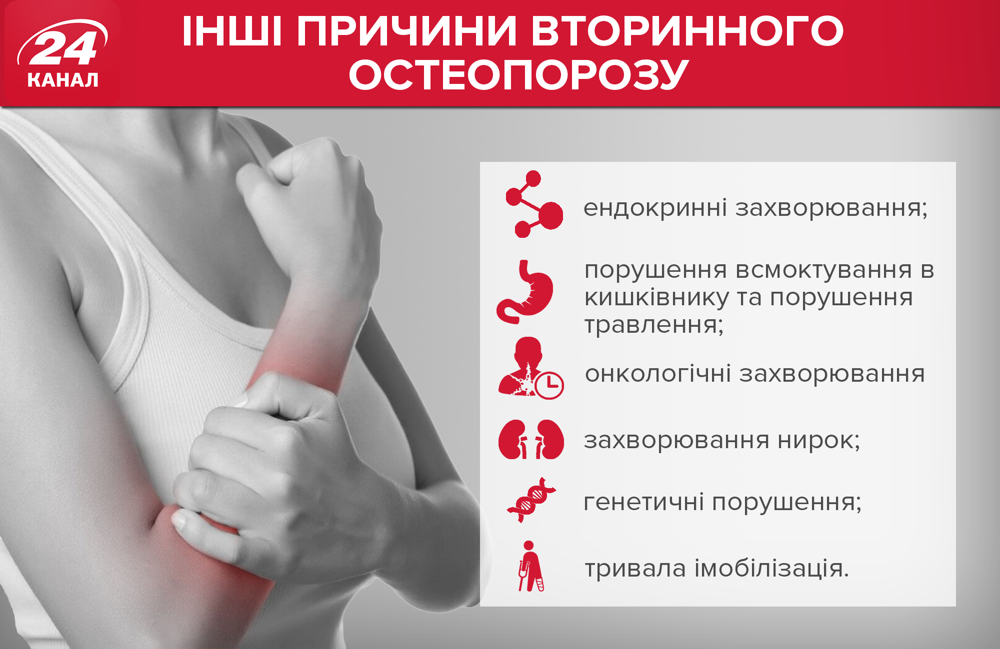 24
КАНАЛ
ІНШІ ПРИЧИНИ ВТОРИННОГО
ОСТЕОПОРОЗУ
ендокринні захворювання;
порушення всмоктування в
кишківнику та порушення
травлення;
онкологічні захворювання
захворювання нирок;
генетичні порушення;
тривала імобілізація.